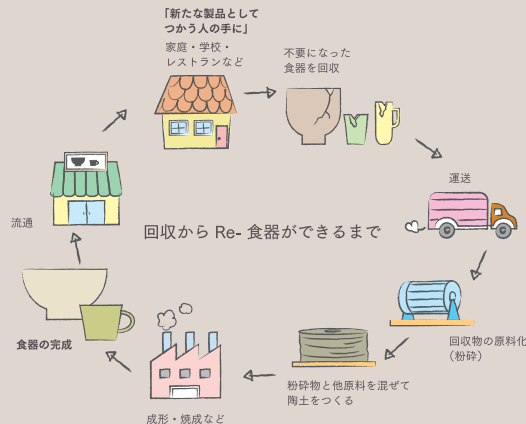 「新たな製品として
つかう人の手に」
家庭・学校・
レストランなど
不要になった
食器を回収
運送
流通
回収から Re- 食器ができるまで
回収物の原料化
（粉砕）
食器の完成
粉砕物と他原料を混ぜて
陶土をつくる
成形・焼成など